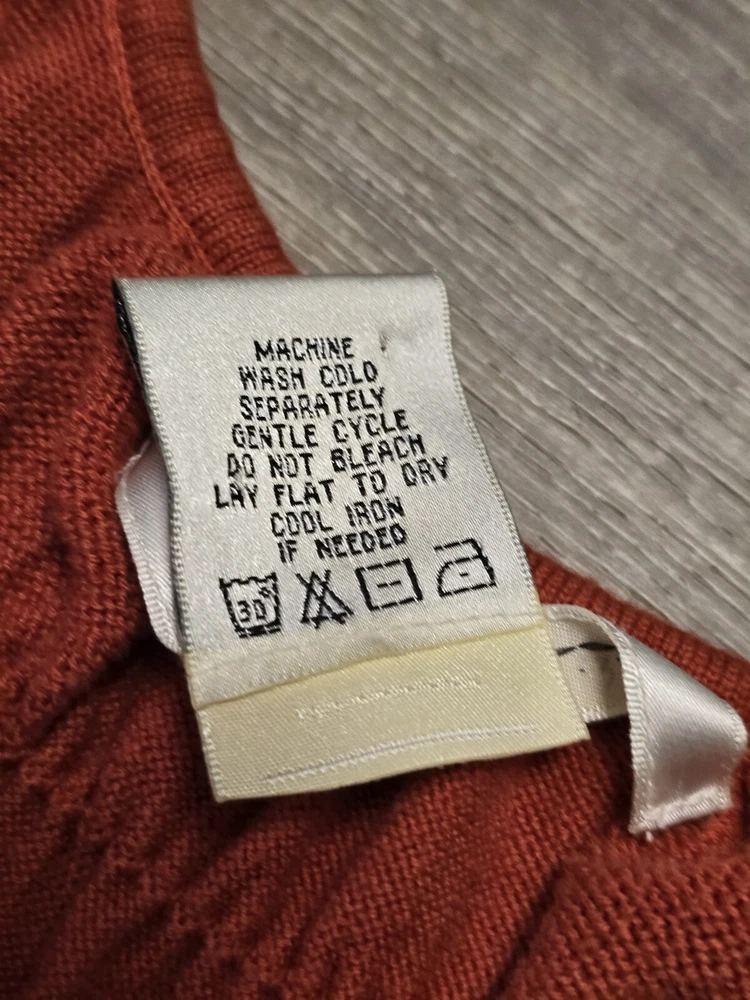 MACHINE
WASH COLD
SEPARATELY
GENTLE CYCLE
DO NOT BLEACH
LAY FLAT TO DRY
COOL IRON
IF NEEDED
30°